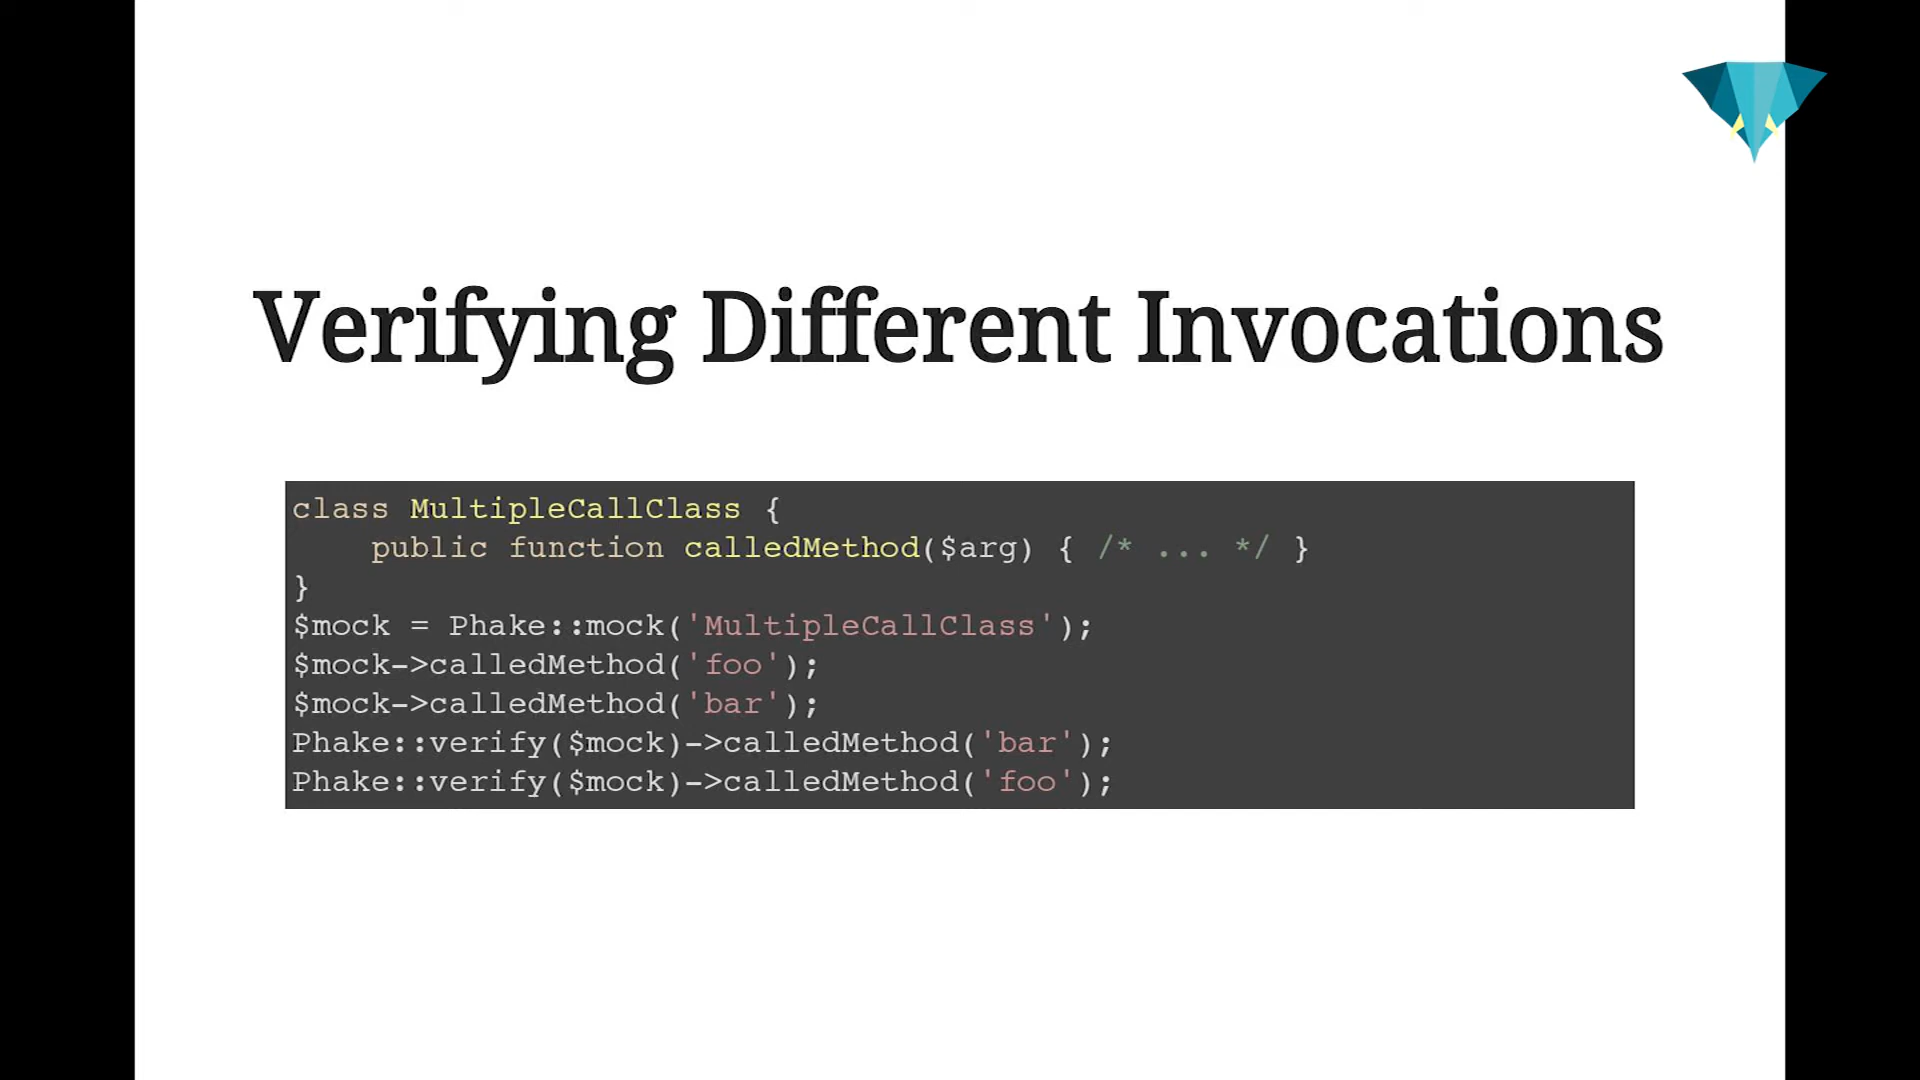 Verifying Different Invocations
class MultipleCallClass {
    public function calledMethod($arg) { /* ... */ }
}
$mock = Phake::mock('MultipleCallClass');
$mock->calledMethod('foo');
$mock->calledMethod('bar');
Phake::verify($mock)->calledMethod('bar');
Phake::verify($mock)->calledMethod('foo');